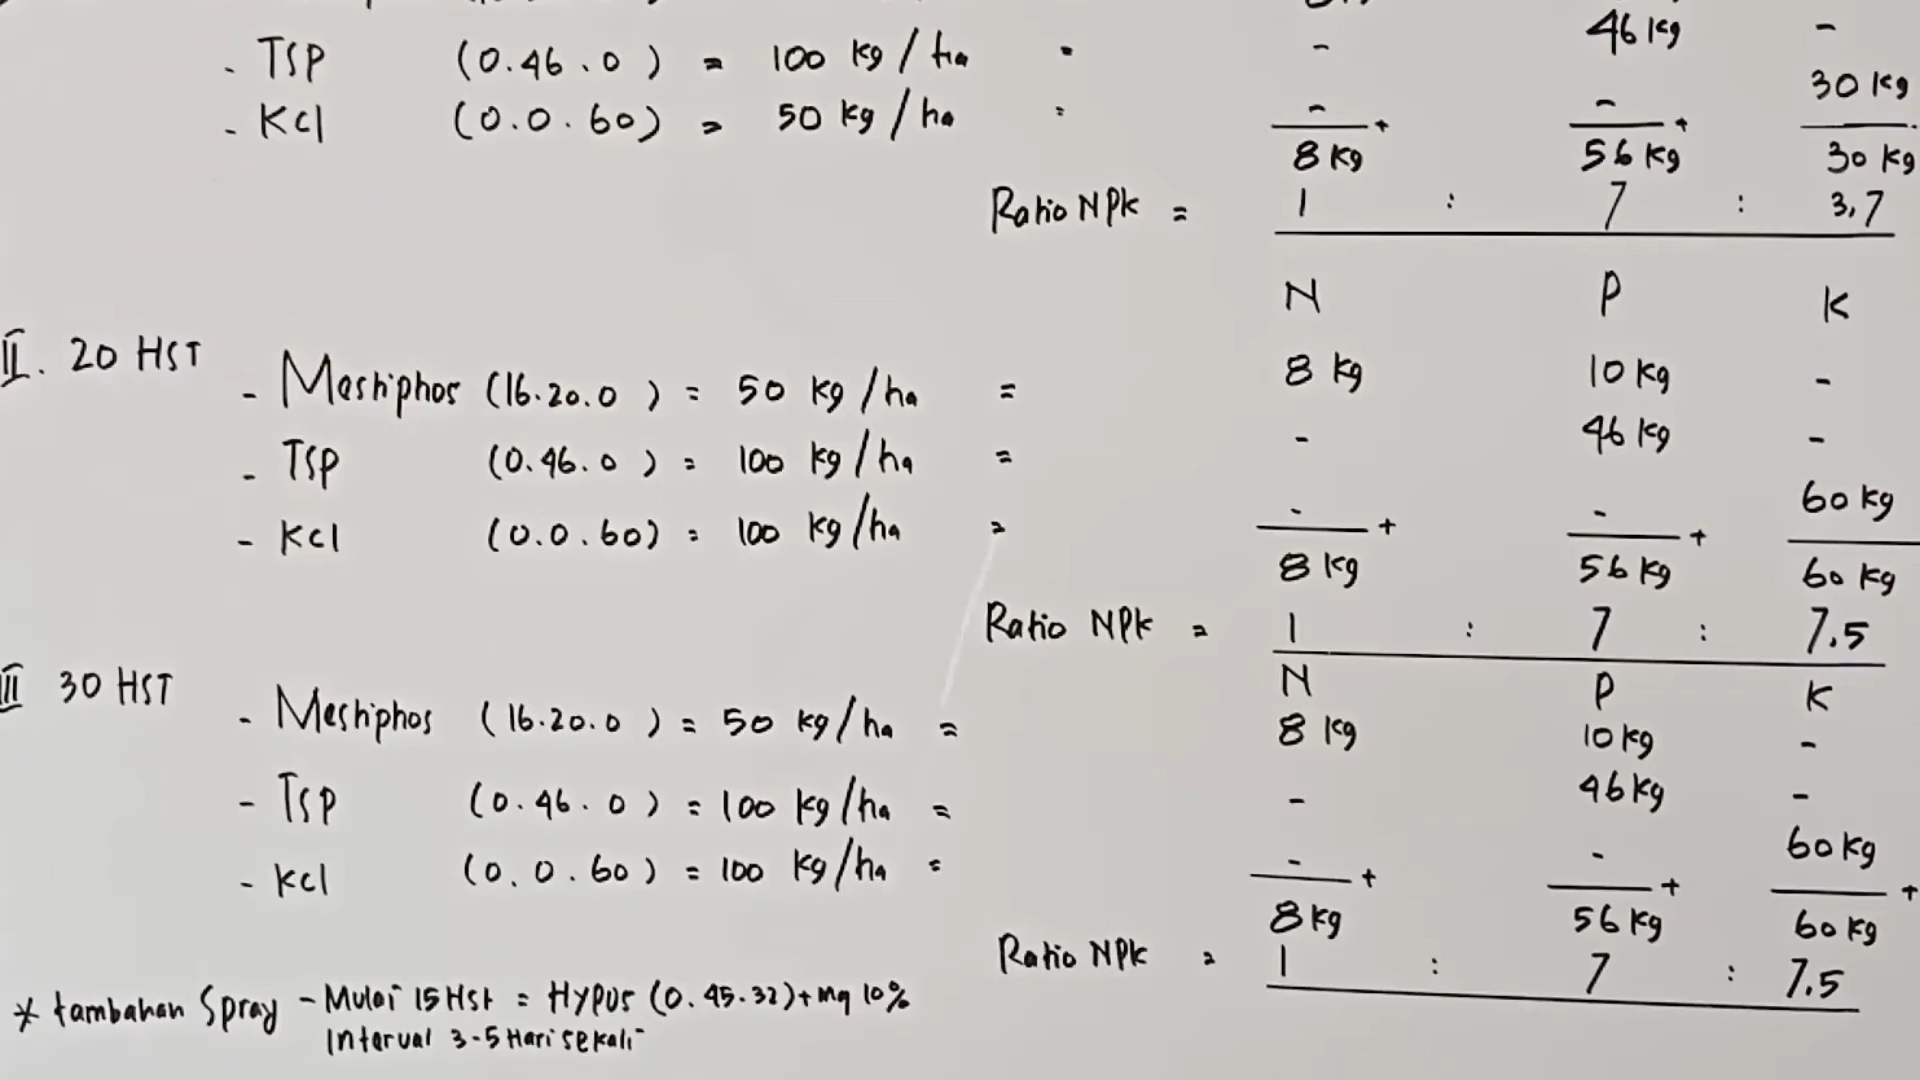 46 kg -
- TSP (0.46.0) = 100 kg/ha = -
30 kg
- KCl (0.0.60) = 50 kg/ha = - + - +
8 kg 56 kg 30 kg
Ratio NPK = 1 : 7 : 3,7
N P K
II. 20 HST
- Mestiphos (16.20.0) = 50 kg/ha = 8 kg 10 kg -
- TSP (0.46.0) = 100 kg/ha = - 46 kg -
- KCl (0.0.60) = 100 kg/ha = - + - + 60 kg
8 kg 56 kg 60 kg
Ratio NPK = 1 : 7 : 7.5
N P K
III 30 HST
- Mestiphos (16.20.0) = 50 kg/ha = 8 kg 10 kg -
- TSP (0.46.0) = 100 kg/ha = - 46 kg -
- KCl (0.0.60) = 100 kg/ha = - + - + 60 kg +
8 kg 56 kg 60 kg
Ratio NPK = 1 : 7 : 7.5
* tambahan Spray - Mulai 15 Hst = Hypos (0.45.32) + Mg 10%
Interval 3-5 Hari sekali